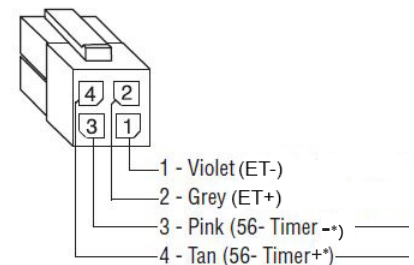 4 2
3 1
1 - Violet (ET-)
2 - Grey (ET+)
3 - Pink (56- Timer -*)
4 - Tan (56- Timer+*)